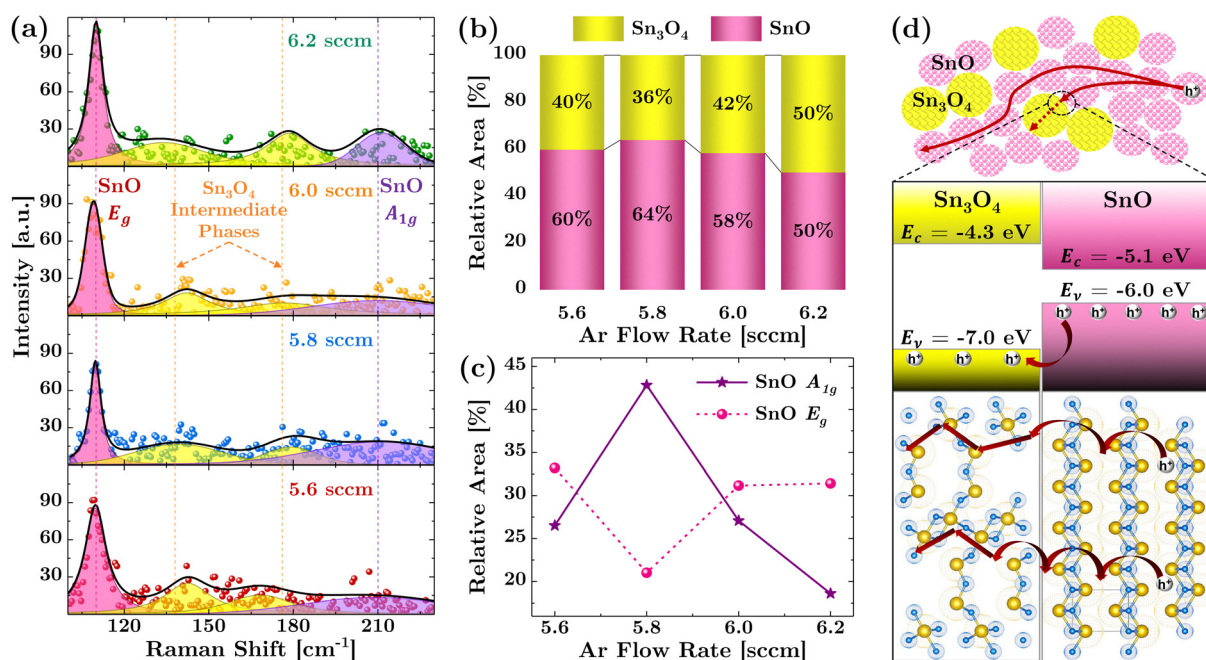 (a)
6.2 sccm
90
60
30
SnO
E_g
Sn₃O₄
Intermediate
Phases
6.0 sccm
SnO
A_1g
90
60
30
5.8 sccm
90
60
30
5.6 sccm
90
60
30
Intensity [a.u.]
120 150 180 210
Raman Shift [cm⁻¹]
(b)
Sn₃O₄ SnO
100
80
60
40
20
0
40% 36% 42% 50%
60% 64% 58% 50%
Relative Area [%]
5.6 5.8 6.0 6.2
Ar Flow Rate [sccm]
(c)
SnO A_1g
SnO E_g
45
40
35
30
25
20
Relative Area [%]
5.6 5.8 6.0 6.2
Ar Flow Rate [sccm]
(d)
SnO
Sn₃O₄
h⁺
Sn₃O₄
E_c = -4.3 eV
SnO
E_c = -5.1 eV
E_ν = -6.0 eV
h⁺ h⁺ h⁺ h⁺ h⁺
E_ν = -7.0 eV
h⁺ h⁺ h⁺
h⁺
h⁺